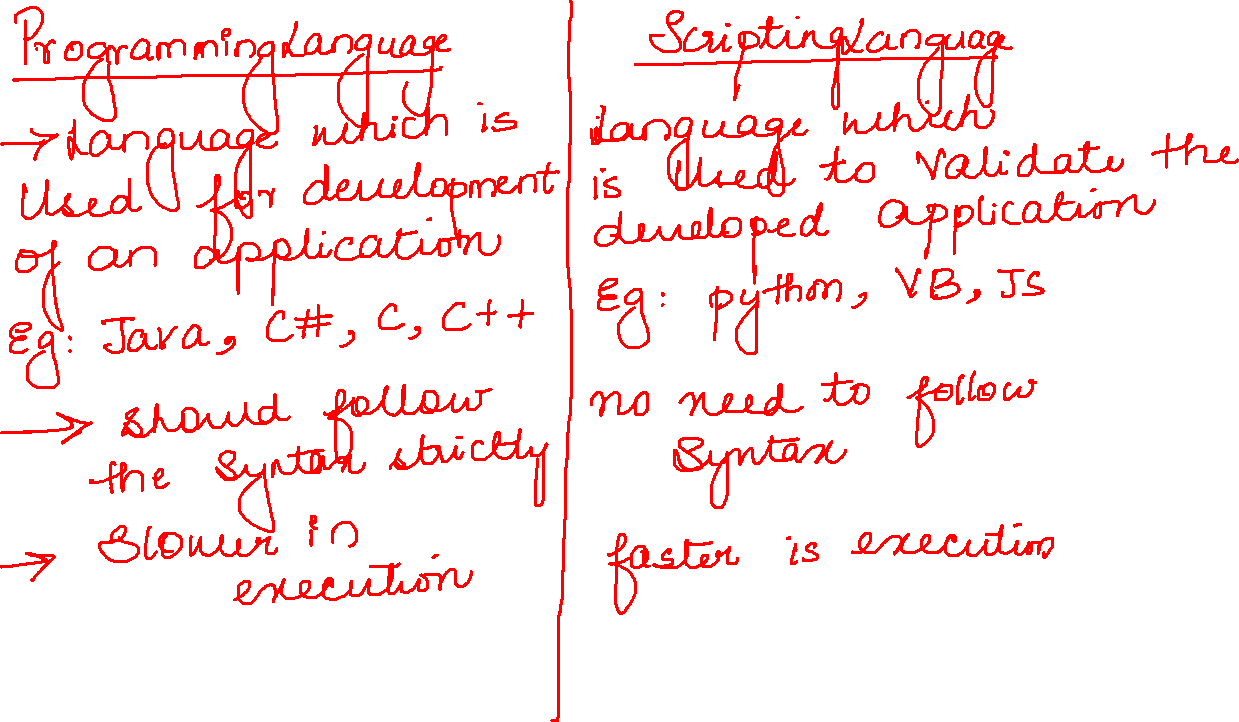 Programming Language
→ Language which is
Used for development
of an application
Eg: Java, C#, C, C++
→ Should follow
the Syntax strictly
→ Slower in
execution
Scripting Language
Language which
is Used to validate the
developed application
Eg: python, VB, JS
no need to follow
Syntax
faster is execution